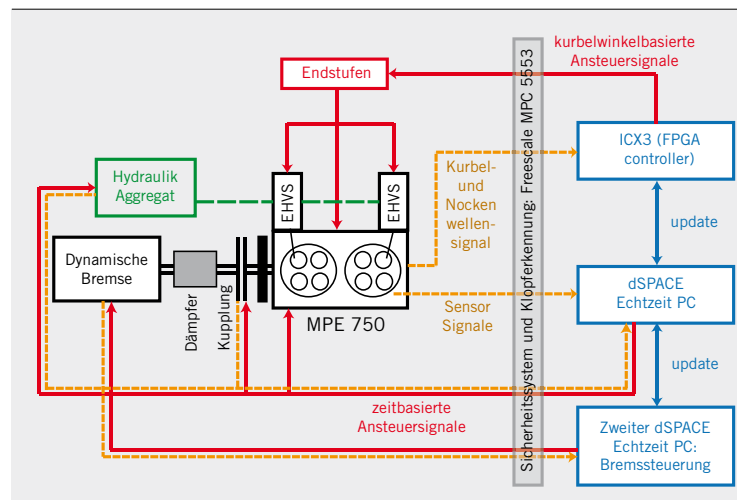 kurbelwinkelbasierte
Ansteuersignale
Endstufen
ICX3 (FPGA
controller)
Hydraulik
Aggregat
EHVS
EHVS
Kurbel-
und
Nocken
wellen-
signal
update
Dynamische
Bremse
Dämpfer
Kupplung
MPE 750
Sensor
Signale
dSPACE
Echtzeit PC
Sicherheitssystem und Klopferkennung: Freescale MPC 5553
update
zeitbasierte
Ansteuersignale
Zweiter dSPACE
Echtzeit PC:
Bremssteuerung